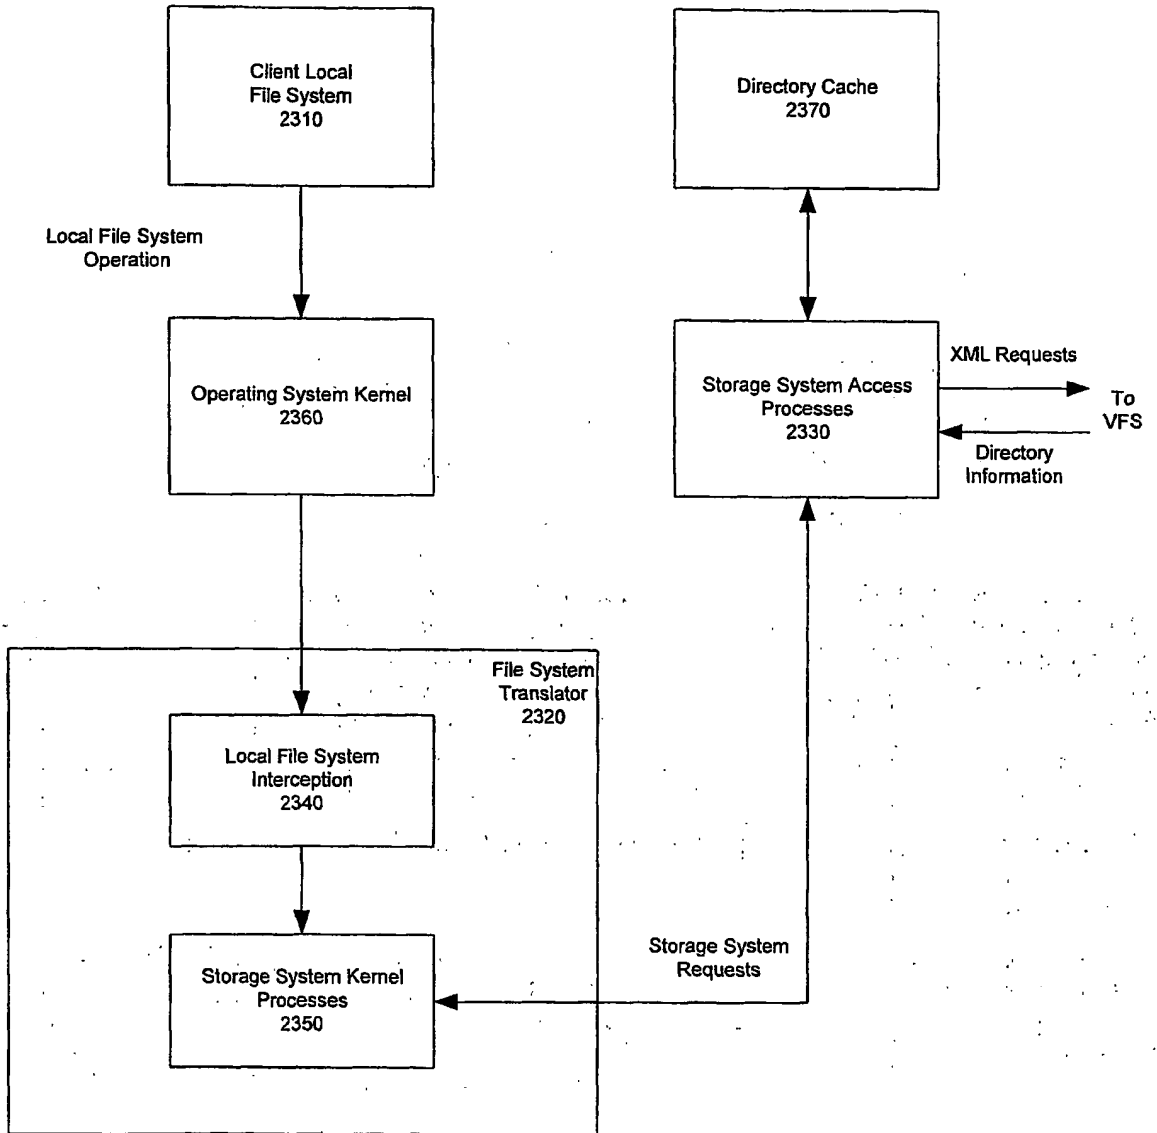 Client Local
File System
2310
Directory Cache
2370
Local File System
Operation
Operating System Kernel
2360
Storage System Access
Processes
2330
XML Requests
To
VFS
Directory
Information
File System
Translator
2320
Local File System
Interception
2340
Storage System Kernel
Processes
2350
Storage System
Requests